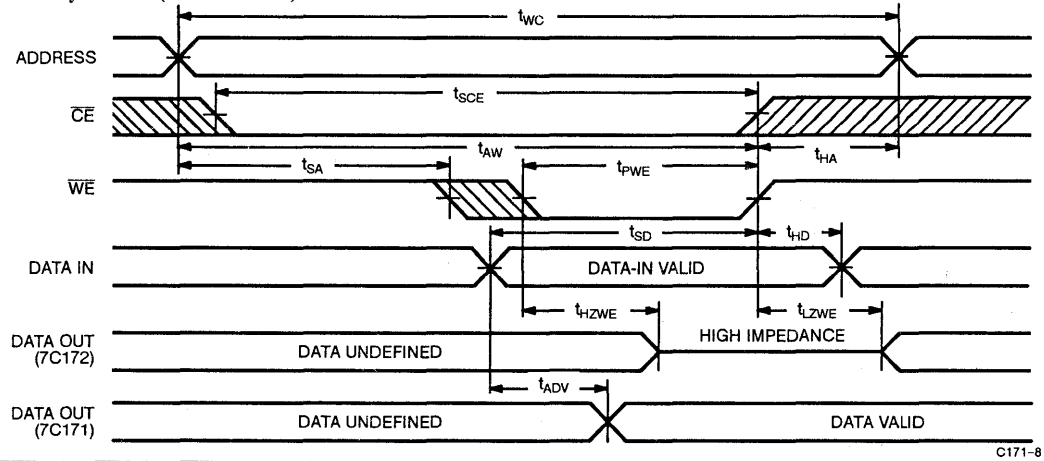 tWC
ADDRESS
tSCE
CE
tAW
tHA
tSA
tPWE
WE
tSD
tHD
DATA IN
DATA-IN VALID
tHZWE
tLZWE
HIGH IMPEDANCE
DATA OUT
(7C172)
DATA UNDEFINED
tADV
DATA OUT
(7C171)
DATA UNDEFINED
DATA VALID
C171-8